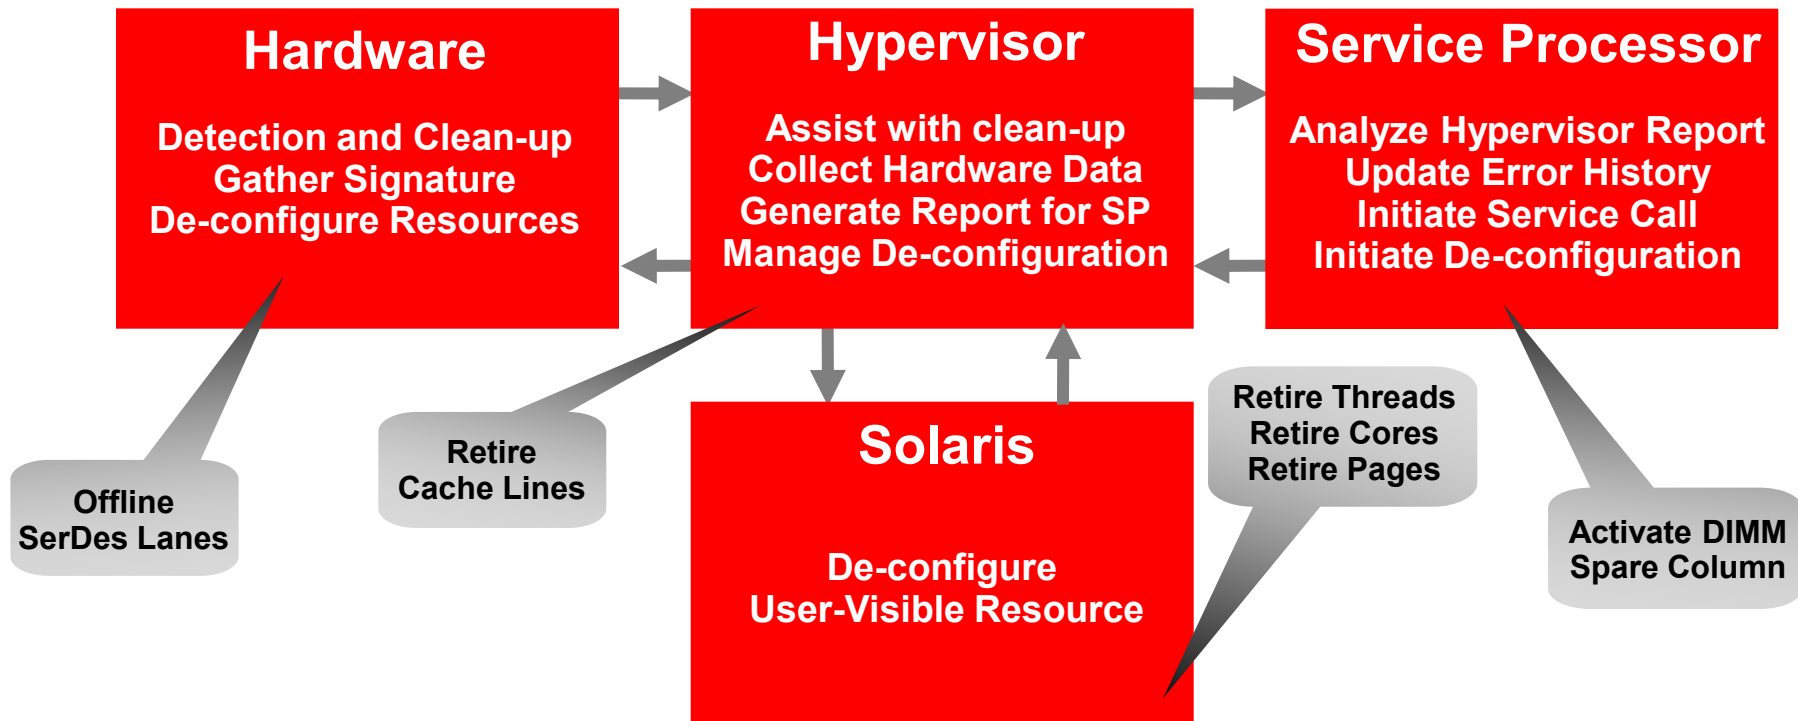 Hardware
Detection and Clean-up
Gather Signature
De-configure Resources
Hypervisor
Assist with clean-up
Collect Hardware Data
Generate Report for SP
Manage De-configuration
Service Processor
Analyze Hypervisor Report
Update Error History
Initiate Service Call
Initiate De-configuration
Offline
SerDes Lanes
Retire
Cache Lines
Solaris
De-configure
User-Visible Resource
Retire Threads
Retire Cores
Retire Pages
Activate DIMM
Spare Column